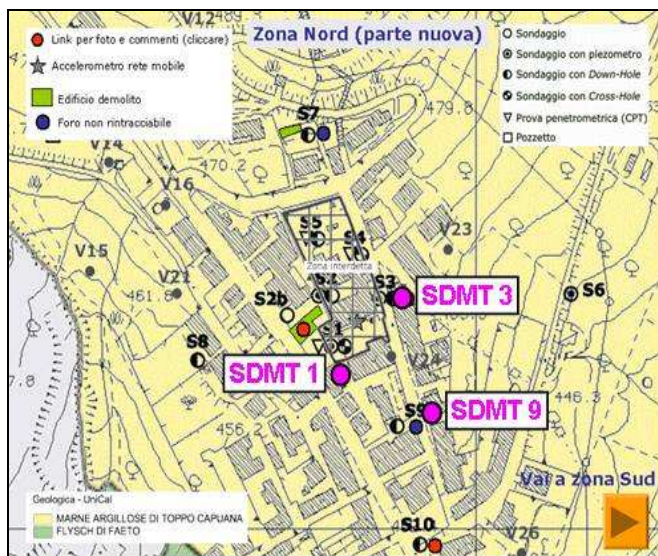 V12
489.
Zona Nord (parte nuova)
Link per foto e commenti (cliccare)
Accelerometro rete mobile
Edificio demolito
Foro non rintracciabile
Sondaggio
Sondaggio con piezometro
Sondaggio con Down-Hole
Sondaggio con Cross-Hole
Prova penetrometrica (CPT)
Pozzetto
S7
479.8
V14
470.2
V16
V23
S5
S4
Zona interdetta
V15
V21
461.8
S2b
S3
SDMT 3
S6
S8
S1
SDMT 1
V24
SDMT 9
S9
446.3
7.8
456.2
Vai a zona Sud
Geologica - UniCal
MARNE ARGILLOSE DI TOPPO CAPUANA
FLYSCH DI FAETO
S10
V26